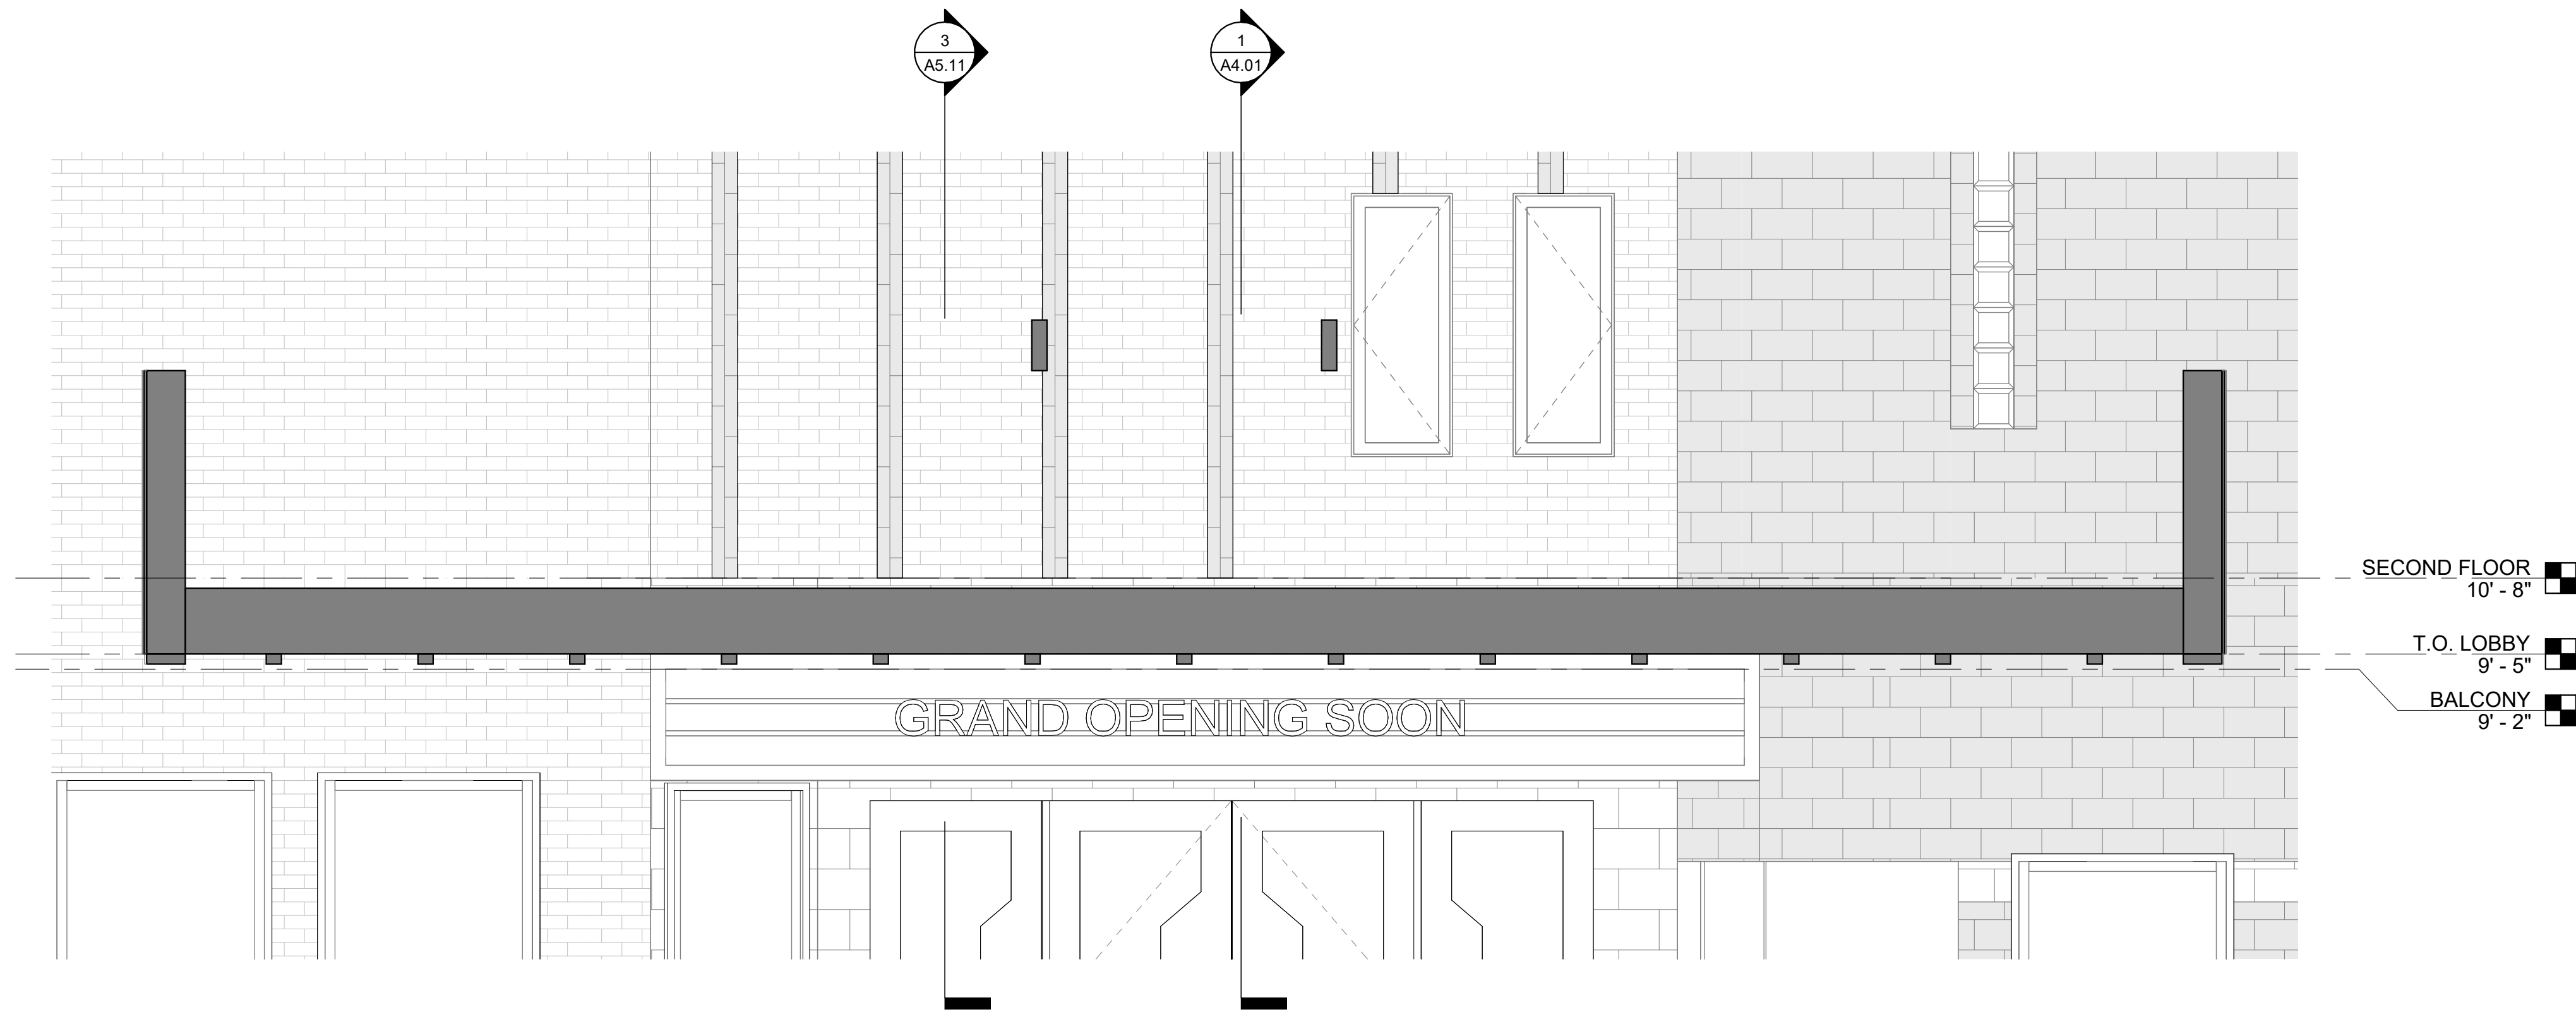 3
A5.11
1
A4.01
SECOND FLOOR
10' - 8"
T.O. LOBBY
9' - 5"
BALCONY
9' - 2"
GRAND OPENING SOON